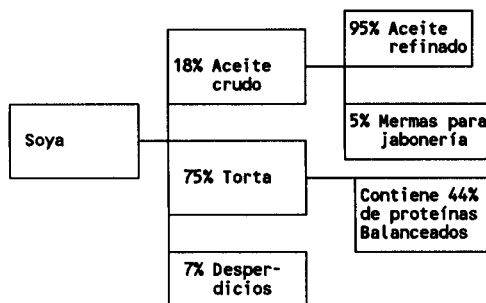 95% Aceite
refinado
18% Aceite
crudo
5% Mermas para
jabonería
Soya
75% Torta
Contiene 44%
de proteínas
Balanceados
7% Desper-
dicios